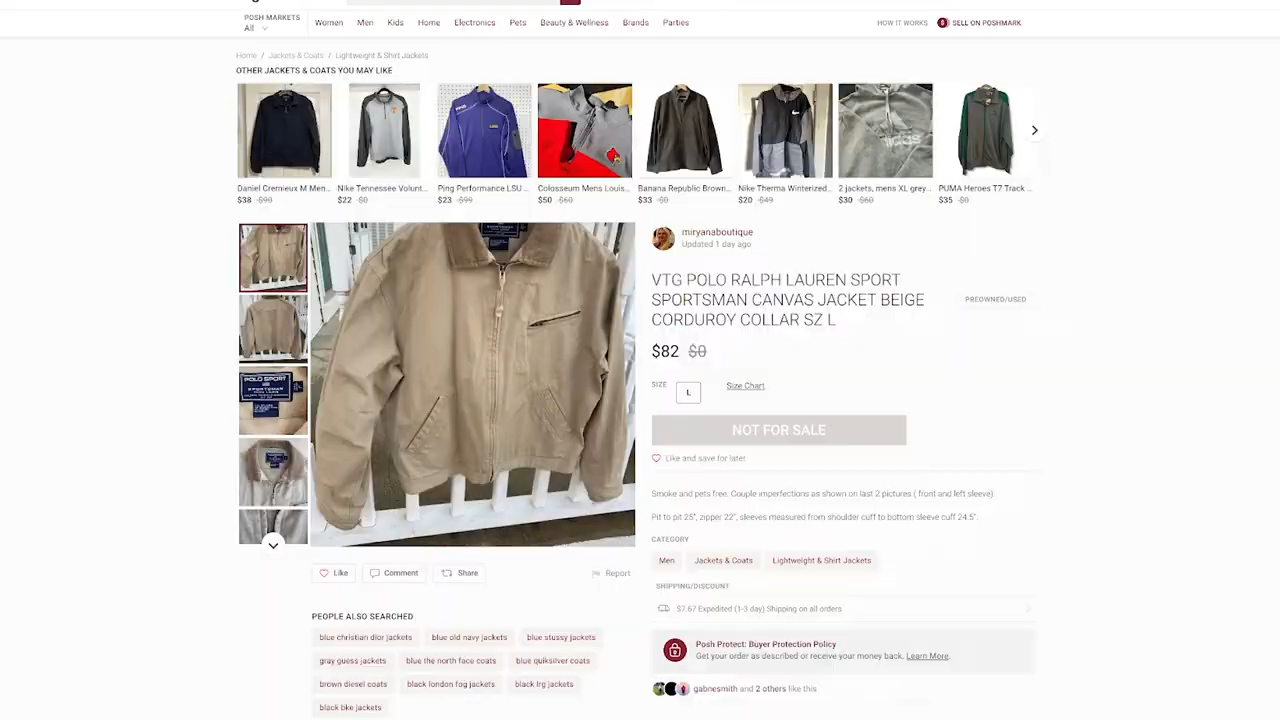 POSH MARKETS
All
Women Men Kids Home Electronics Pets Beauty & Wellness Brands Parties
HOW IT WORKS $ SELL ON POSHMARK
Home / Jackets & Coats / Lightweight & Shirt Jackets
OTHER JACKETS & COATS YOU MAY LIKE
Daniel Cremieux M Men... Nike Tennessee Volunt... Ping Performance LSU ... Colosseum Mens Louis... Banana Republic Brown... Nike Therma Winterized... 2 jackets, mens XL grey... PUMA Heroes T7 Track ...
$38 $98 $22 $0 $23 $99 $50 $60 $33 $0 $20 $49 $30 $60 $35 $0
miryanaboutique
Updated 1 day ago
VTG POLO RALPH LAUREN SPORT
SPORTSMAN CANVAS JACKET BEIGE
CORDUROY COLLAR SZ L
PREOWNED/USED
$82 $0
SIZE L Size Chart
NOT FOR SALE
Like and save for later
Smoke and pets free. Couple imperfections as shown on last 2 pictures ( front and left sleeve).
Pit to pit 25", zipper 22", sleeves measured from shoulder cuff to bottom sleeve cuff 24.5".
CATEGORY
Men Jackets & Coats Lightweight & Shirt Jackets
SHIPPING/DISCOUNT
$7.67 Expedited (1-3 day) Shipping on all orders
Posh Protect: Buyer Protection Policy
Get your order as described or receive your money back. Learn More.
gabnesmith and 2 others like this
POLO SPORT
SPORTSMAN
Like Comment Share Report
PEOPLE ALSO SEARCHED
blue christian dior jackets blue old navy jackets blue stussy jackets
gray guess jackets blue the north face coats blue quiksilver coats
brown diesel coats black london fog jackets black lrg jackets
black bke jackets